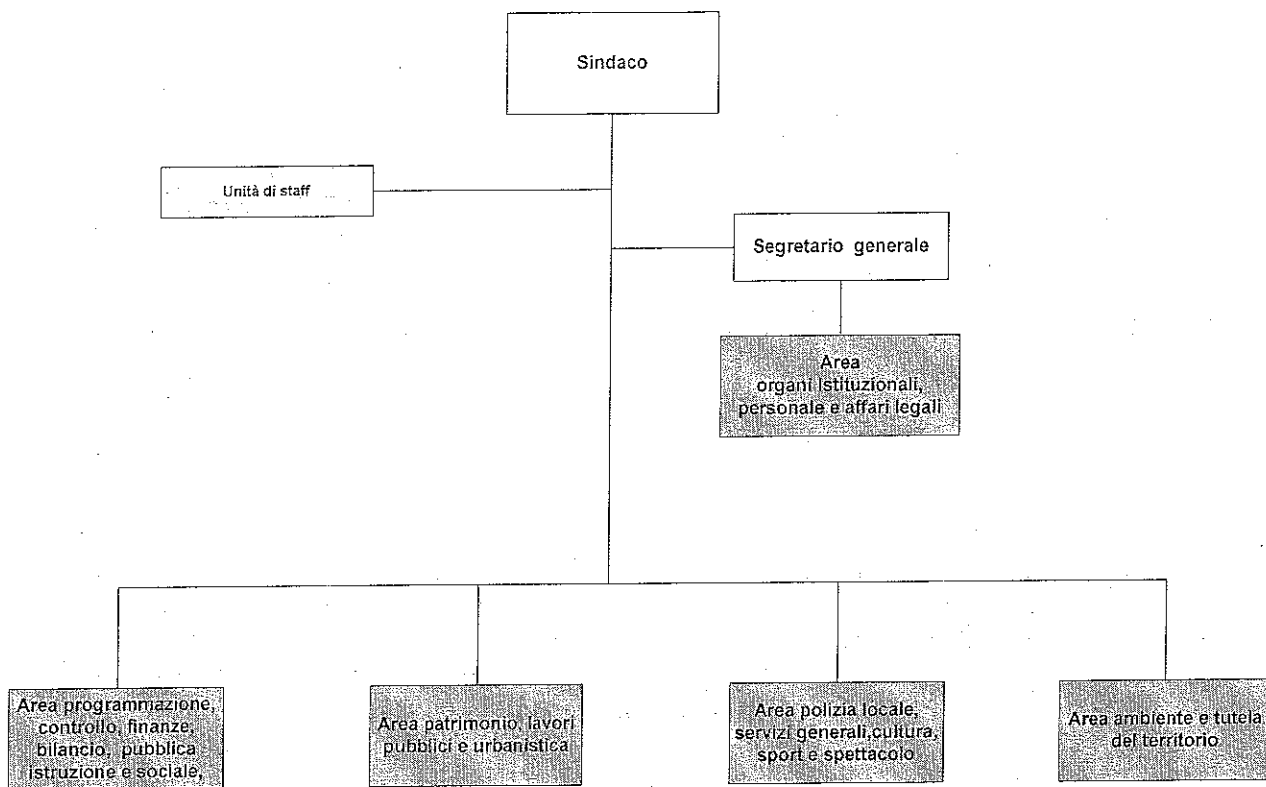 Sindaco
Unità di staff
Segretario generale
Area
organi istituzionali,
personale e affari legali
Area programmazione,
controllo, finanze,
bilancio, pubblica
istruzione e sociale,
Area patrimonio, lavori
pubblici e urbanistica
Area polizia locale,
servizi generali,cultura,
sport e spettacolo
Area ambiente e tutela
del territorio